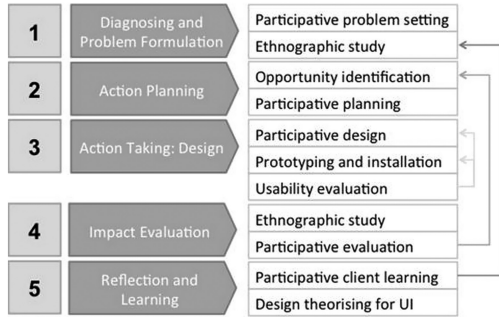 1
Diagnosing and
Problem Formulation
Participative problem setting
Ethnographic study
2
Action Planning
Opportunity identification
Participative planning
3
Action Taking: Design
Participative design
Prototyping and installation
Usability evaluation
4
Impact Evaluation
Ethnographic study
Participative evaluation
5
Reflection and
Learning
Participative client learning
Design theorising for UI